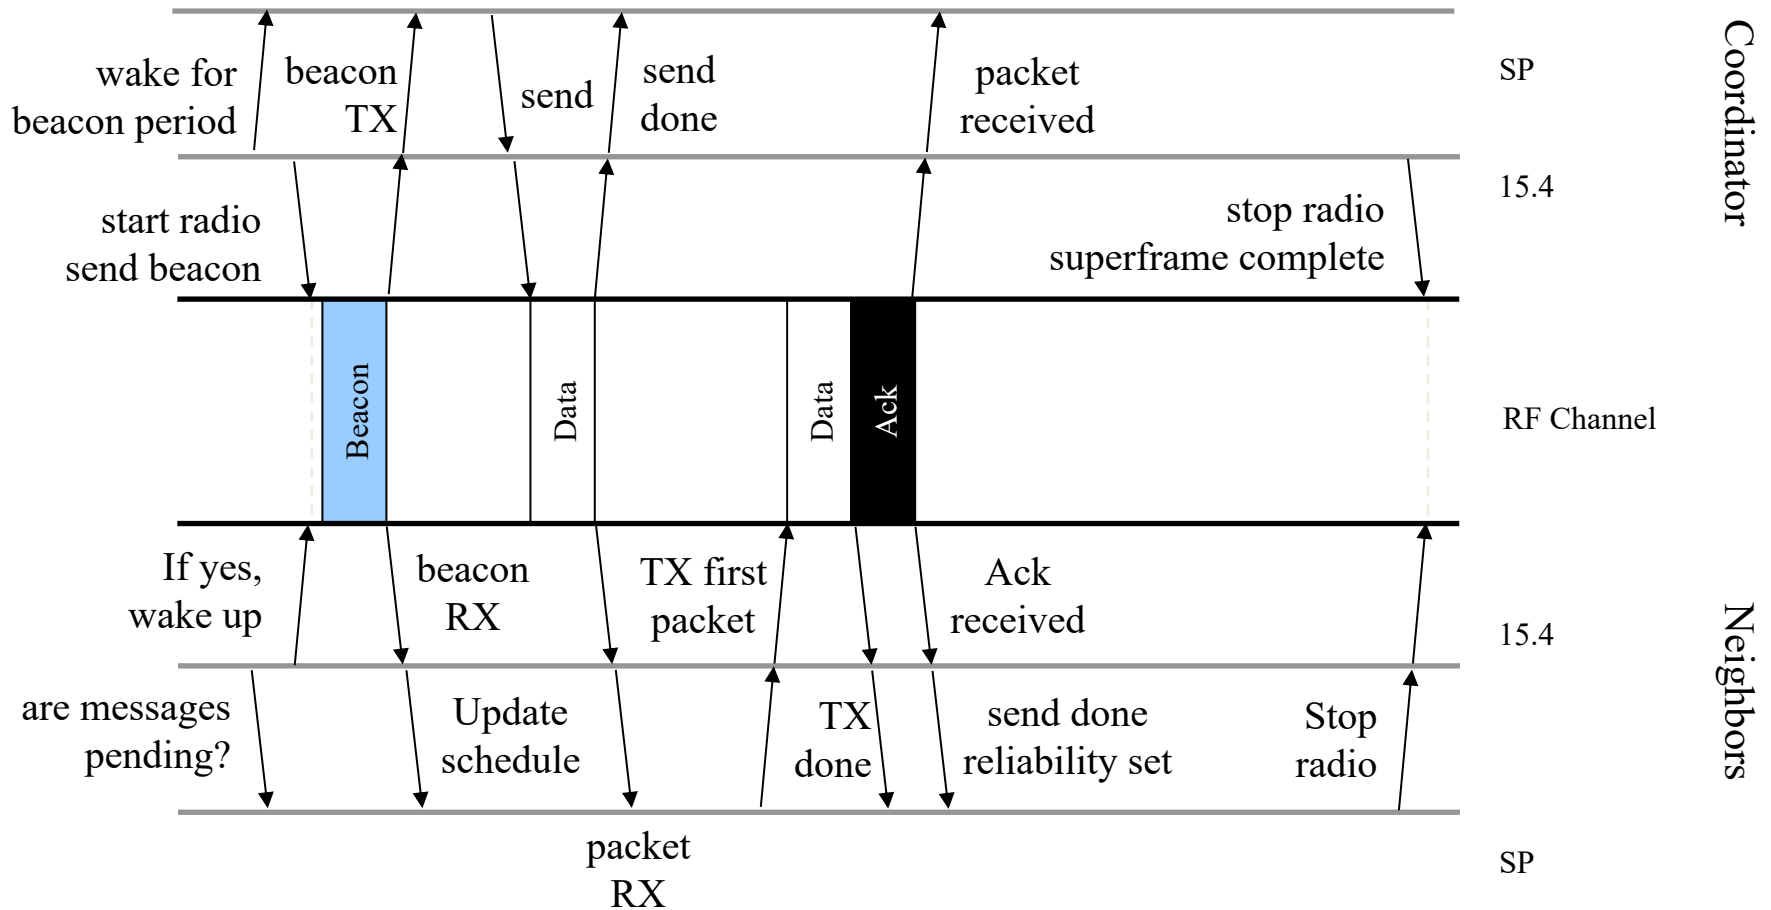 wake for
beacon period
beacon
TX
send
send
done
packet
received
SP
Coordinator
15.4
start radio
send beacon
stop radio
superframe complete
Beacon
Data
Data
Ack
RF Channel
If yes,
wake up
beacon
RX
TX first
packet
Ack
received
15.4
Neighbors
are messages
pending?
Update
schedule
TX
done
send done
reliability set
Stop
radio
packet
RX
SP